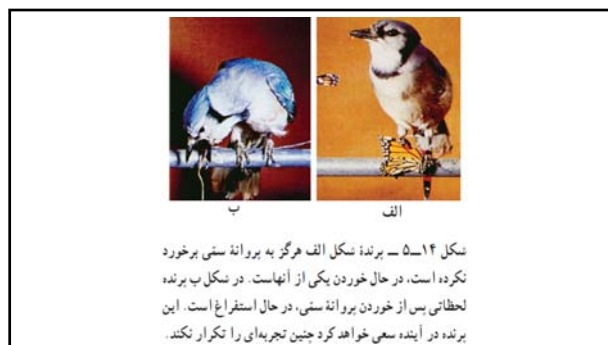 الف
ب
شکل ۱۴ــ۵ ــ پرندهٔ شکل الف هرگز به پروانهٔ سمّی برخورد
نکرده است، در حال خوردن یکی از آنهاست. در شکل ب پرنده
لحظاتی پس از خوردن پروانهٔ سمّی، در حال استفراغ است. این
پرنده در آینده سعی خواهد کرد چنین تجربه‌ای را تکرار نکند.